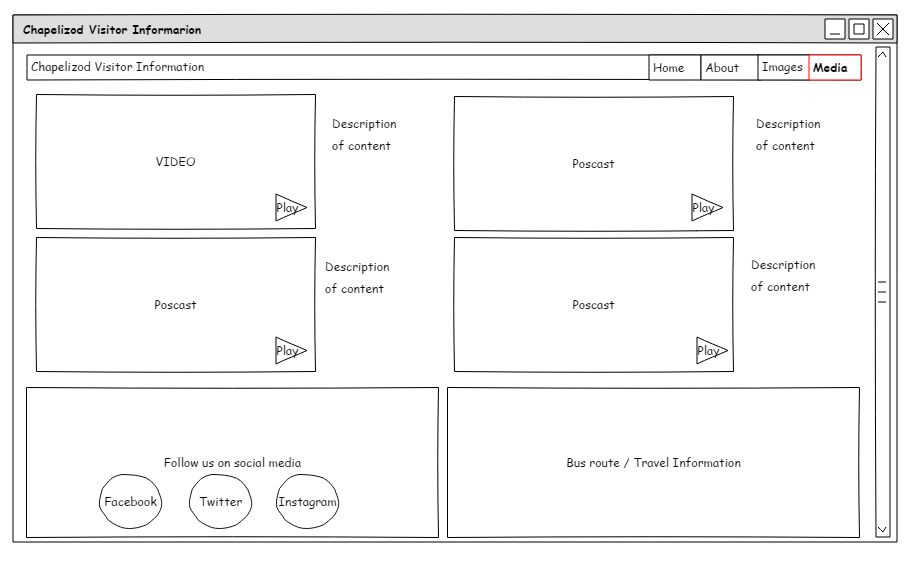 Chapelizod Visitor Informarion
Chapelizod Visitor Information
Home
About
Images
Media
VIDEO
Play
Description
of content
Poscast
Play
Description
of content
Poscast
Play
Description
of content
Poscast
Play
Description
of content
Follow us on social media
Facebook
Twitter
Instagram
Bus route / Travel Information